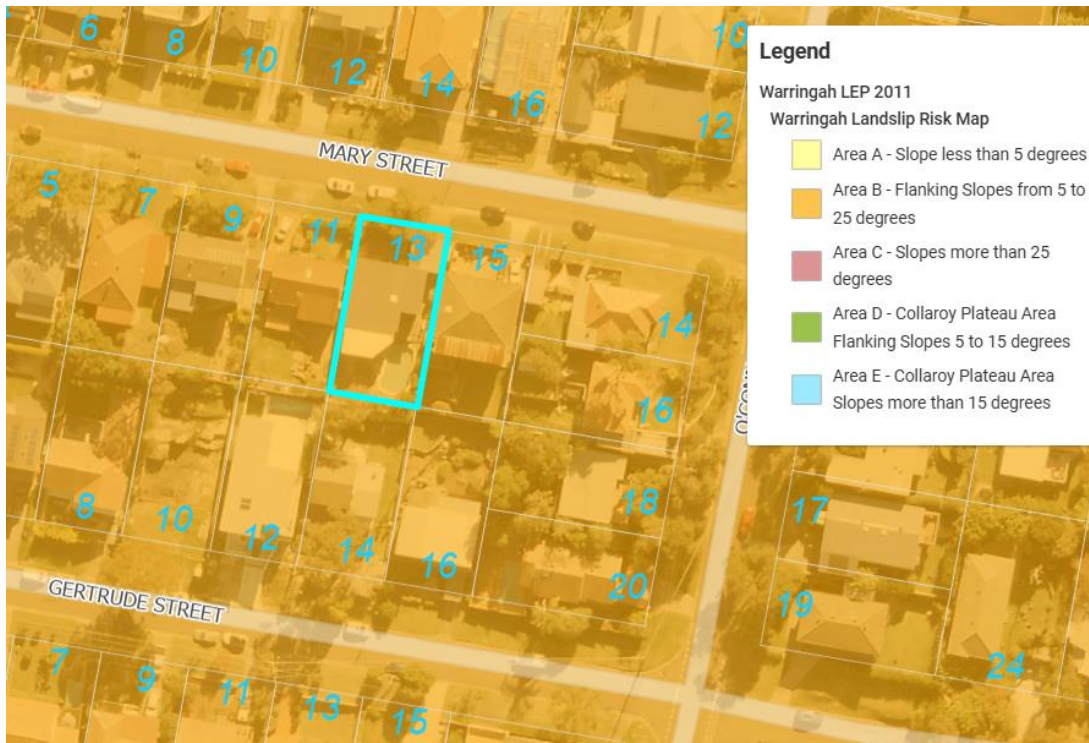 6
8
10
12
14
16
10
12
MARY STREET
5
7
9
11
13
15
14
16
8
10
12
14
16
18
20
17
19
24
GERTRUDE STREET
7
9
11
13
15
Legend
Warringah LEP 2011
Warringah Landslip Risk Map
Area A - Slope less than 5 degrees
Area B - Flanking Slopes from 5 to
25 degrees
Area C - Slopes more than 25
degrees
Area D - Collaroy Plateau Area
Flanking Slopes 5 to 15 degrees
Area E - Collaroy Plateau Area
Slopes more than 15 degrees